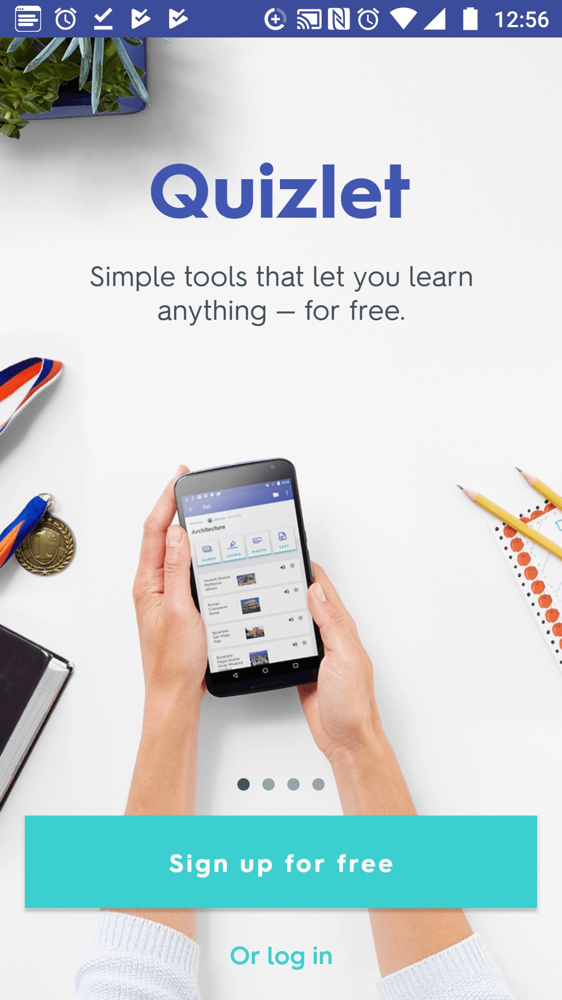 12:56
Quizlet
Simple tools that let you learn
anything — for free.
1st
4:04
Set
Architecture
CARDS
LEARN
MATCH
TEST
Ancient Greece
Parthenon
Athens
Roman
Colosseum
Rome
Byzantine
San Vitale
Italy
Byzantine
Hagia Sophia
(Holy Wisdom)
Sign up for free
Or log in